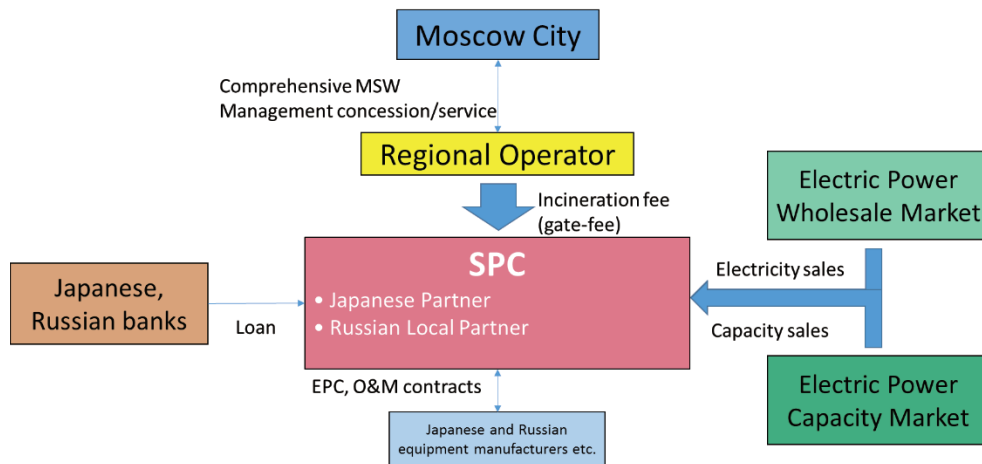 Moscow City
Comprehensive MSW
Management concession/service
Regional Operator
Incineration fee
(gate-fee)
Electric Power
Wholesale Market
SPC
• Japanese Partner
• Russian Local Partner
Japanese,
Russian banks
Loan
Electricity sales
Capacity sales
EPC, O&M contracts
Electric Power
Capacity Market
Japanese and Russian
equipment manufacturers etc.